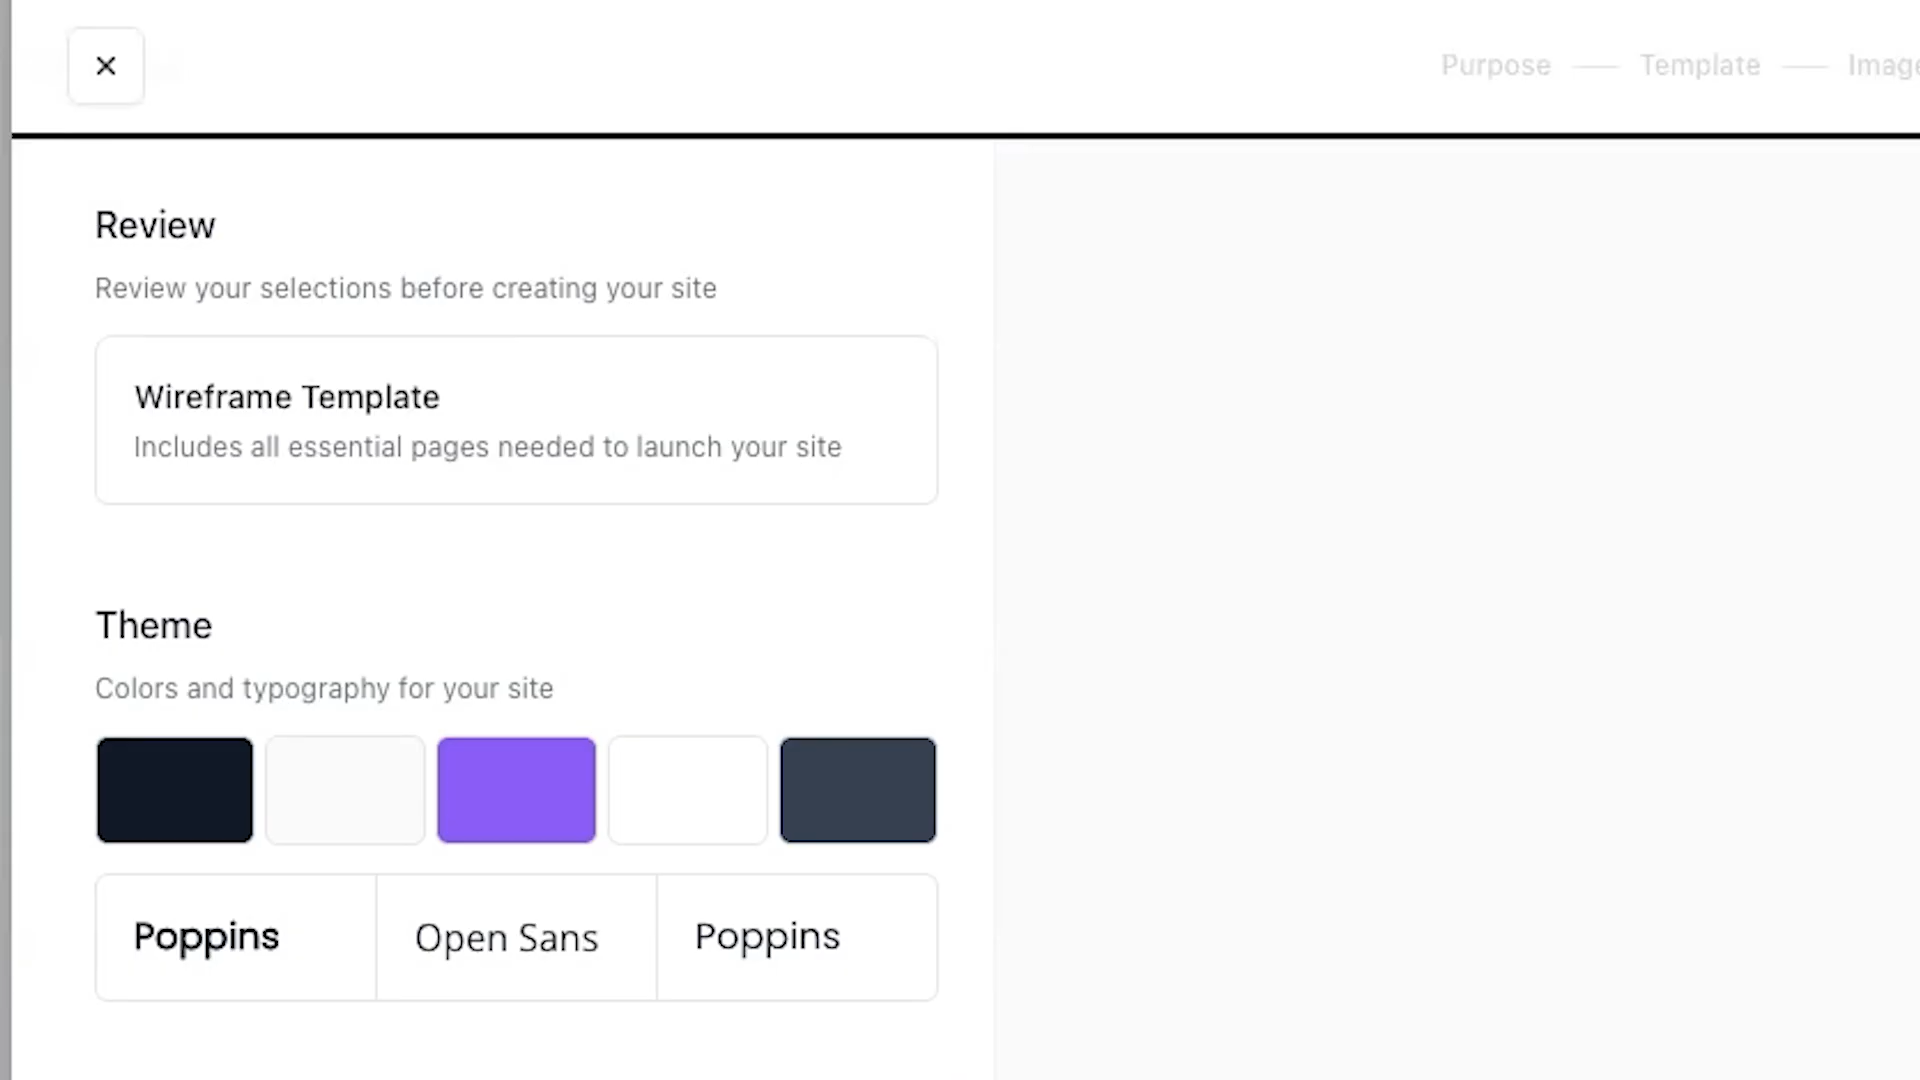 Purpose
Template
Review
Review your selections before creating your site
Wireframe Template
Includes all essential pages needed to launch your site
Theme
Colors and typography for your site
Poppins
Open Sans
Poppins